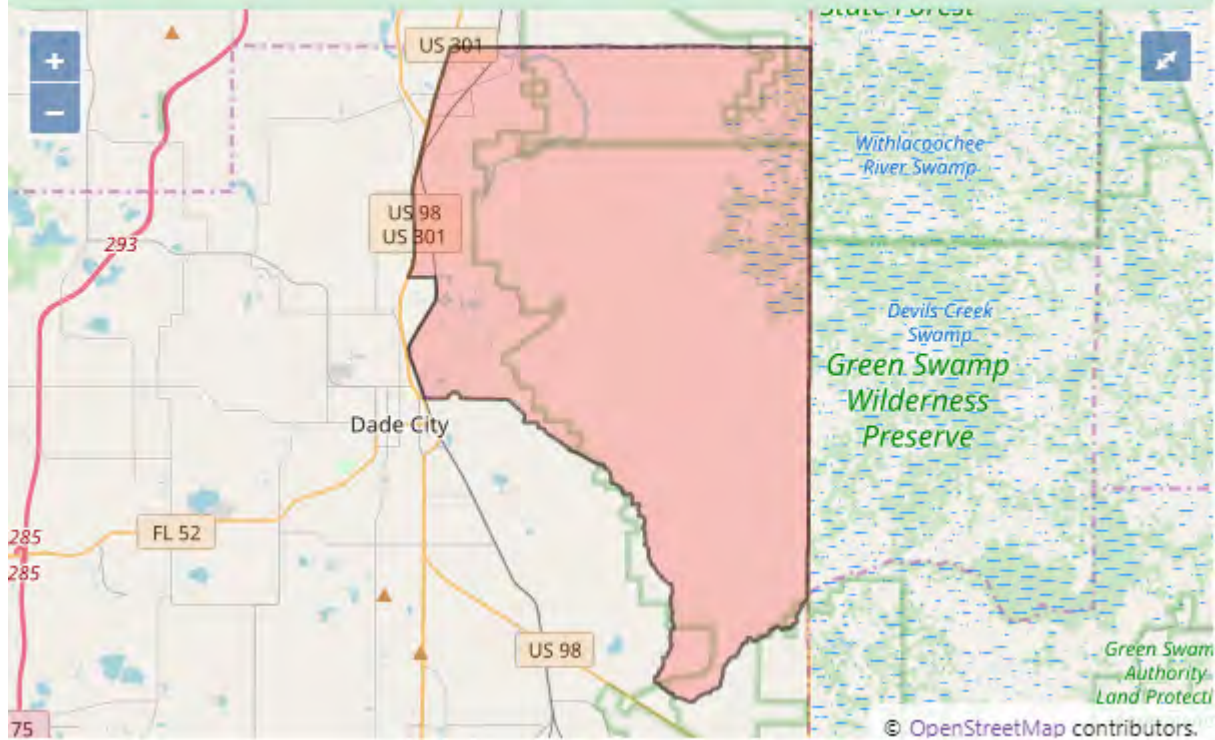 State Forest
+
−
US 301
Withlacoochee
River Swamp
US 98
US 301
293
Devils Creek
Swamp
Green Swamp
Wilderness
Preserve
Dade City
FL 52
285
285
US 98
Green Swam
Authority
Land Protecti
75
© OpenStreetMap contributors.